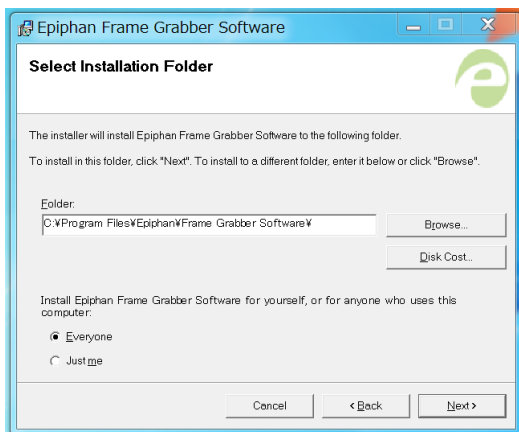 Epiphan Frame Grabber Software
Select Installation Folder
The installer will install Epiphan Frame Grabber Software to the following folder.
To install in this folder, click "Next". To install to a different folder, enter it below or click "Browse".
Folder:
C:¥Program Files¥Epiphan¥Frame Grabber Software¥
Browse...
Disk Cost...
Install Epiphan Frame Grabber Software for yourself, or for anyone who uses this
computer:
Everyone
Just me
Cancel
< Back
Next >